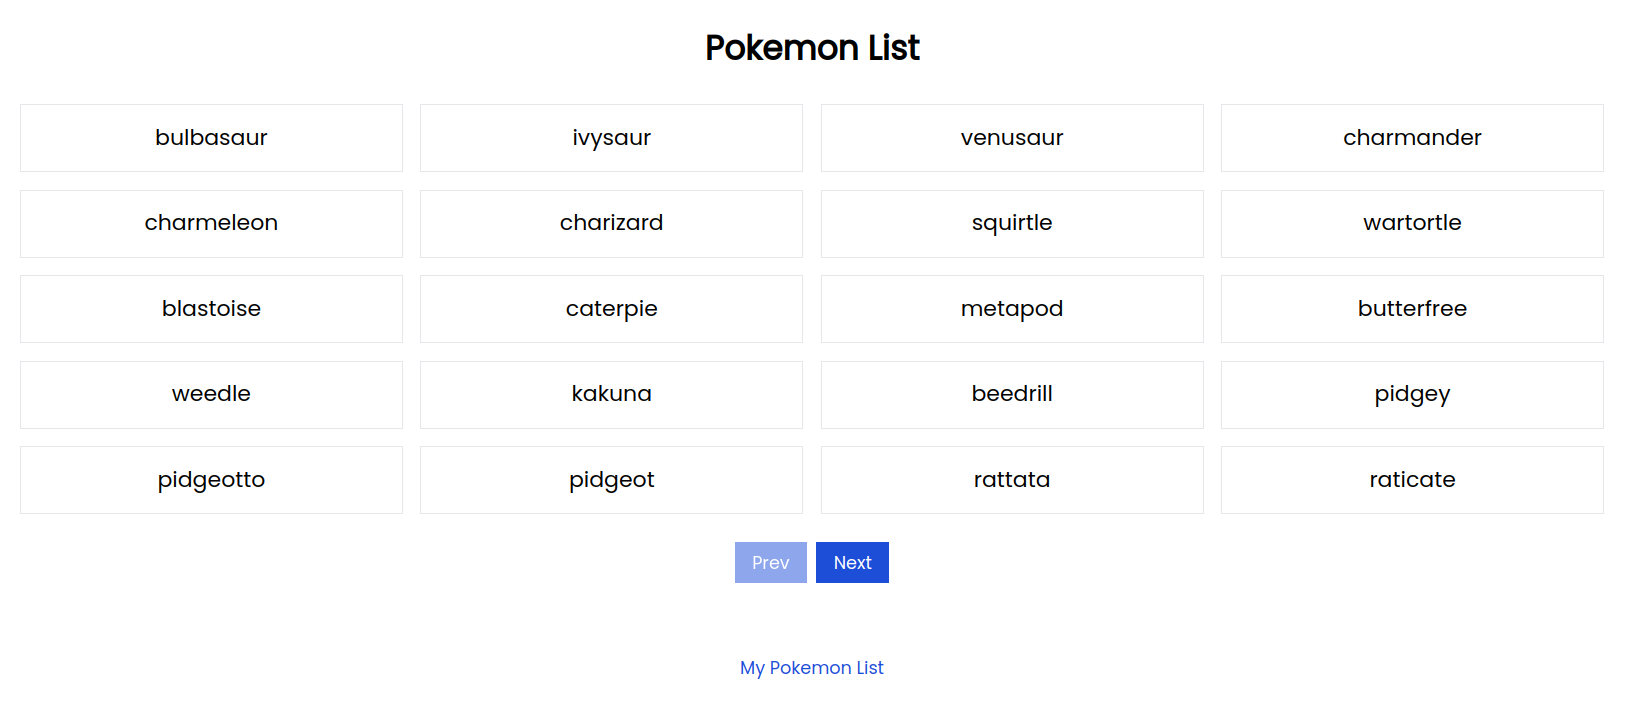 Pokemon List
bulbasaur ivysaur venusaur charmander
charmeleon charizard squirtle wartortle
blastoise caterpie metapod butterfree
weedle kakuna beedrill pidgey
pidgeotto pidgeot rattata raticate
Prev Next
My Pokemon List